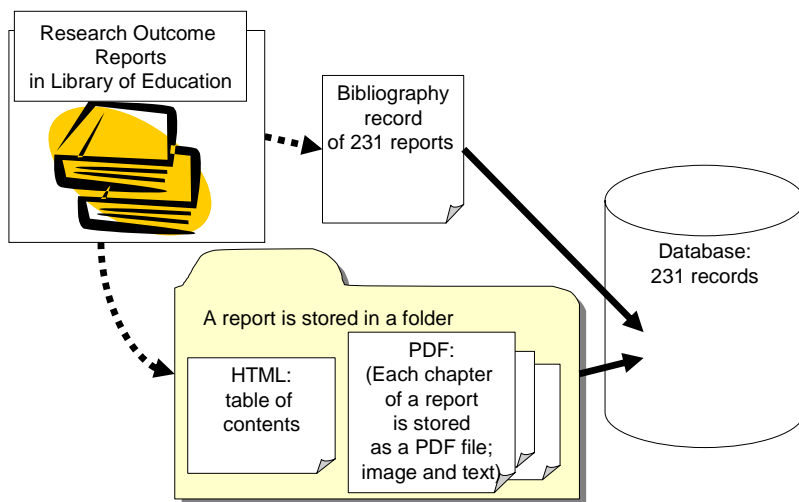 Research Outcome
Reports
in Library of Education
Bibliography
record
of 231 reports
Database:
231 records
A report is stored in a folder
HTML:
table of
contents
PDF:
(Each chapter
of a report
is stored
as a PDF file;
image and text)